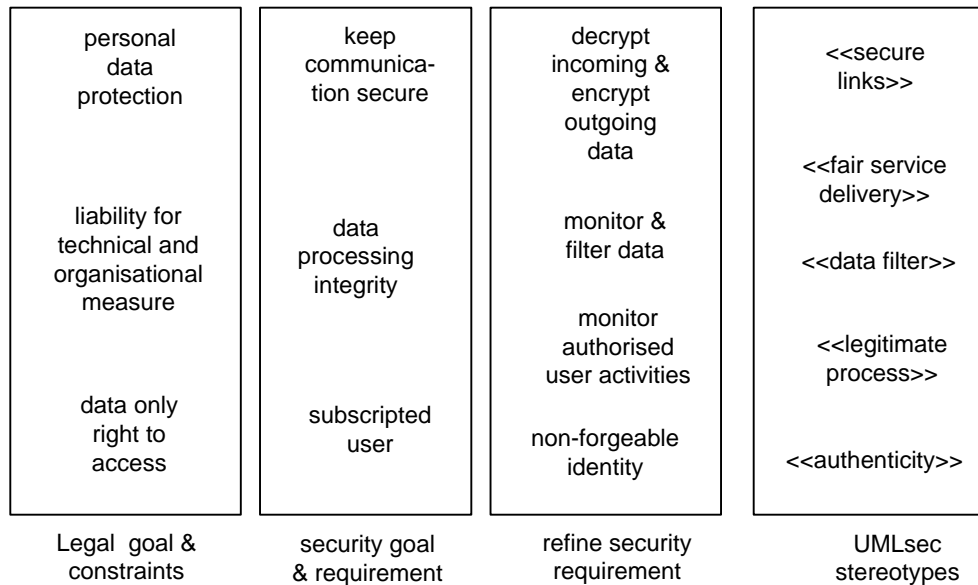 personal
data
protection
liability for
technical and
organisational
measure
data only
right to
access
Legal goal &
constraints
keep
communica-
tion secure
data
processing
integrity
subscripted
user
security goal
& requirement
decrypt
incoming &
encrypt
outgoing
data
monitor &
filter data
monitor
authorised
user activities
non-forgeable
identity
refine security
requirement
<<secure
links>>
<<fair service
delivery>>
<<data filter>>
<<legitimate
process>>
<<authenticity>>
UMLsec
stereotypes